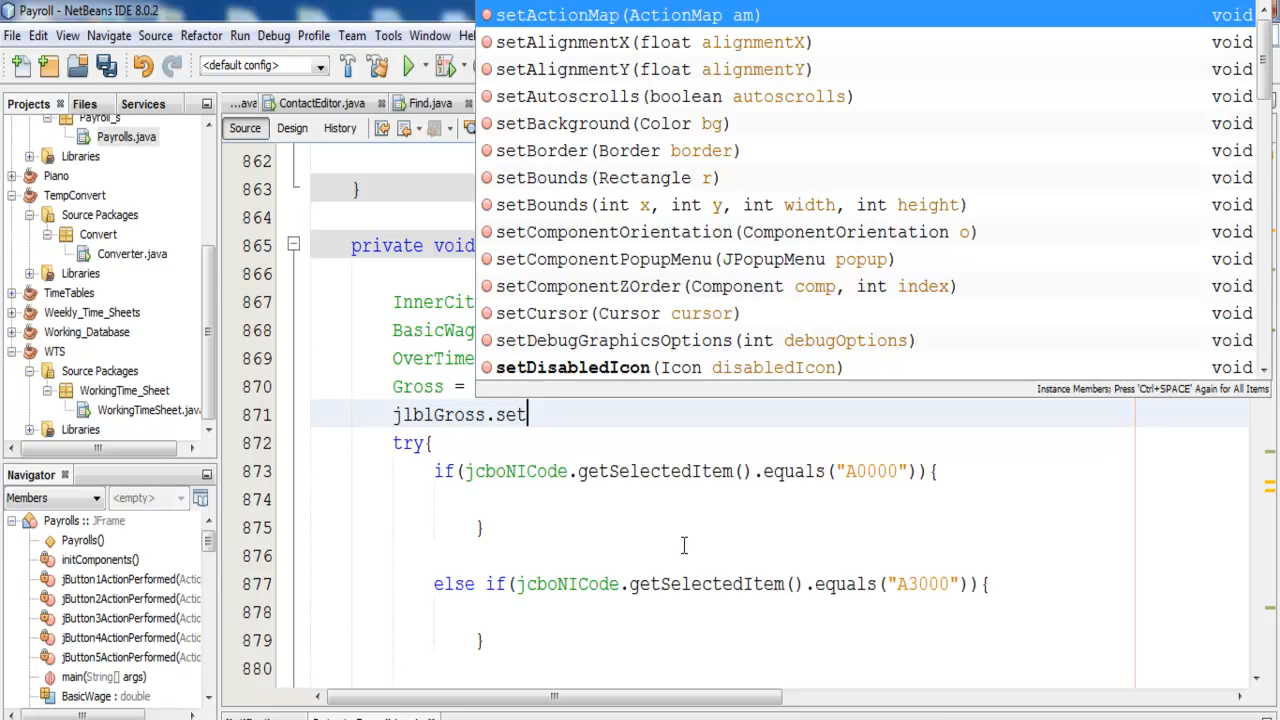 Payroll - NetBeans IDE 8.0.2
File Edit View Navigate Source Refactor Run Debug Profile Team Tools Window
<default config>
Projects Files Services
...ava ContactEditor.java Find.java
Source Design History
Payroll_s
Payrolls.java
Libraries
Piano
TempConvert
Source Packages
Convert
Converter.java
Libraries
TimeTables
Weekly_Time_Sheets
Working_Database
WTS
Source Packages
WorkingTime_Sheet
WorkingTimeSheet.java
Libraries
Navigator
Members <empty>
Payrolls :: JFrame
Payrolls()
initComponents()
jButton1ActionPerformed(Actio
jButton2ActionPerformed(Actio
jButton3ActionPerformed(Actio
jButton4ActionPerformed(Actio
jButton5ActionPerformed(Actio
main(String[] args)
BasicWage : double
setActionMap(ActionMap am) void
setAlignmentX(float alignmentX) void
setAlignmentY(float alignmentY) void
setAutoscrolls(boolean autoscrolls) void
setBackground(Color bg) void
setBorder(Border border) void
setBounds(Rectangle r) void
setBounds(int x, int y, int width, int height) void
setComponentOrientation(ComponentOrientation o) void
setComponentPopupMenu(JPopupMenu popup) void
setComponentZOrder(Component comp, int index) void
setCursor(Cursor cursor) void
setDebugGraphicsOptions(int debugOptions) void
setDisabledIcon(Icon disabledIcon) void
Instance Members; Press 'Ctrl+SPACE' Again for All Items
862
863 }
864
865 private void
866
867 InnerCit
868 BasicWag
869 OverTime
870 Gross =
871 jlblGross.set
872 try{
873 if(jcboNICode.getSelectedItem().equals("A0000")){
874
875 }
876
877 else if(jcboNICode.getSelectedItem().equals("A3000")){
878
879 }
880